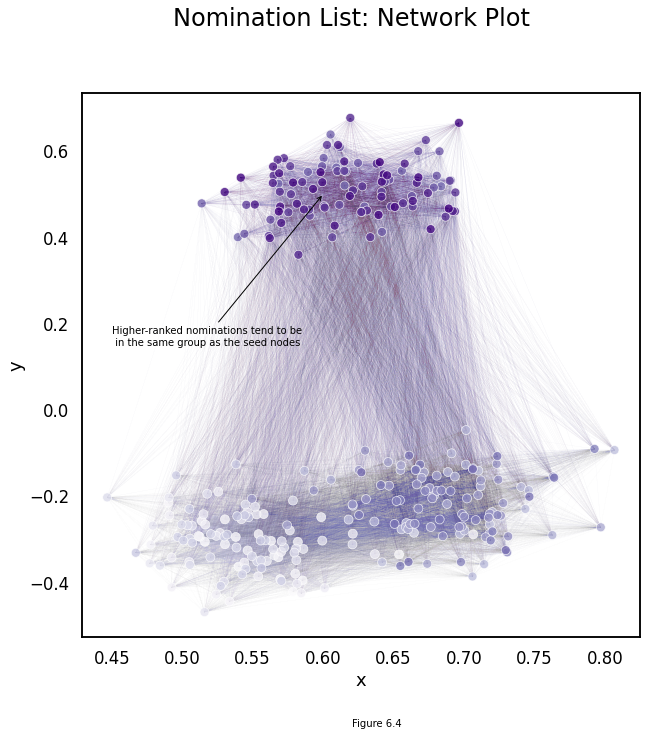 Nomination List: Network Plot
0.6
0.4
0.2
0.0
−0.2
−0.4
y
Higher-ranked nominations tend to be
in the same group as the seed nodes
0.45 0.50 0.55 0.60 0.65 0.70 0.75 0.80
x
Figure 6.4